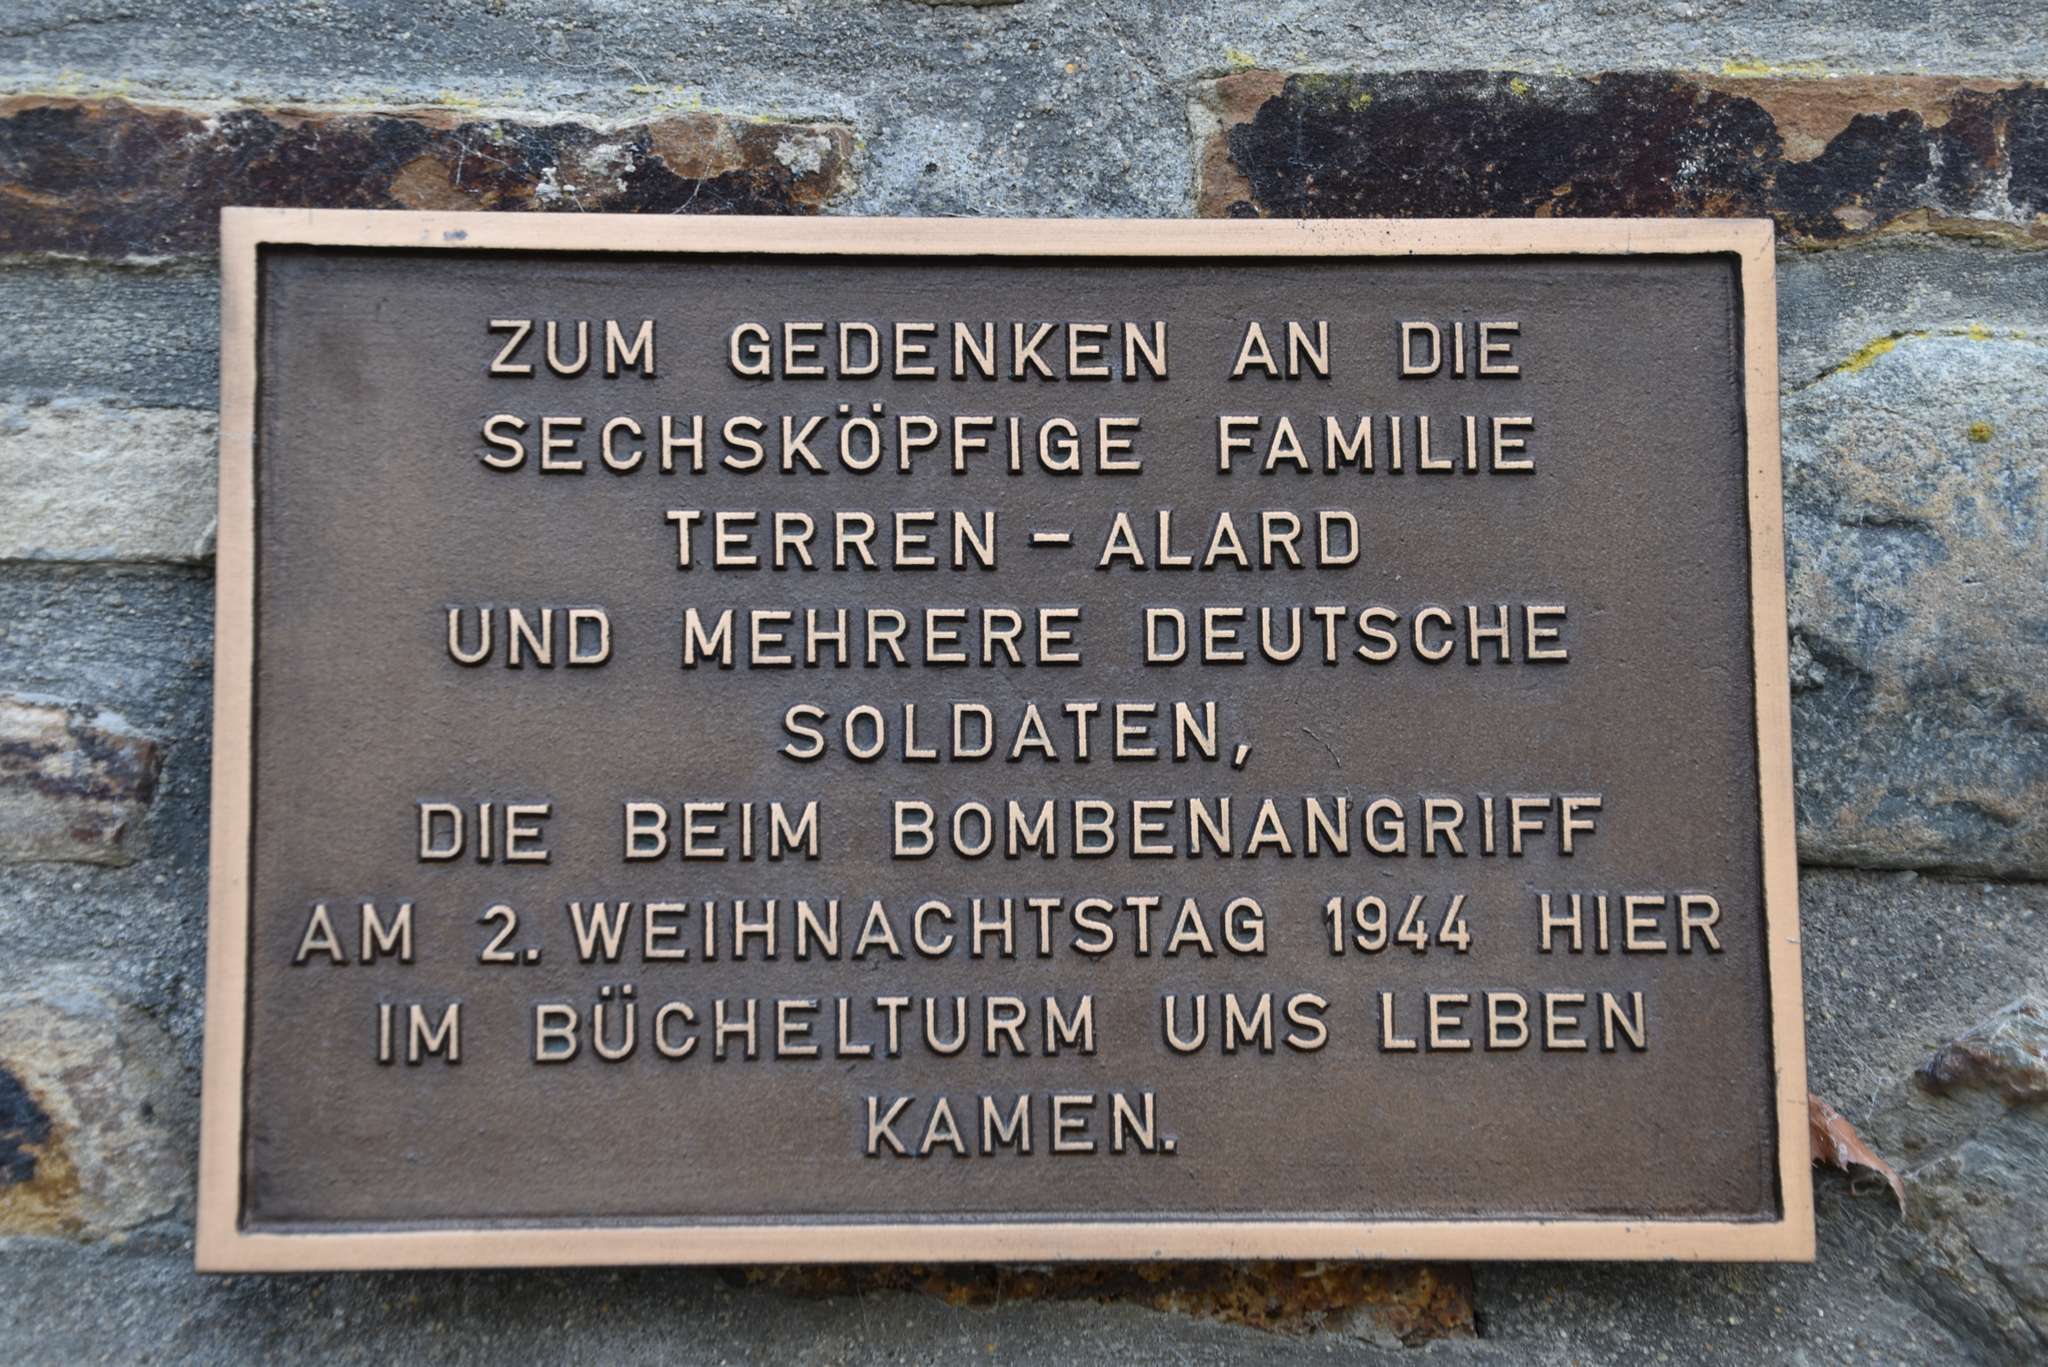 ZUM GEDENKEN AN DIE
SECHSKÖPFIGE FAMILIE
TERREN – ALARD
UND MEHRERE DEUTSCHE
SOLDATEN,
DIE BEIM BOMBENANGRIFF
AM 2. WEIHNACHTSTAG 1944 HIER
IM BÜCHELTURM UMS LEBEN
KAMEN.